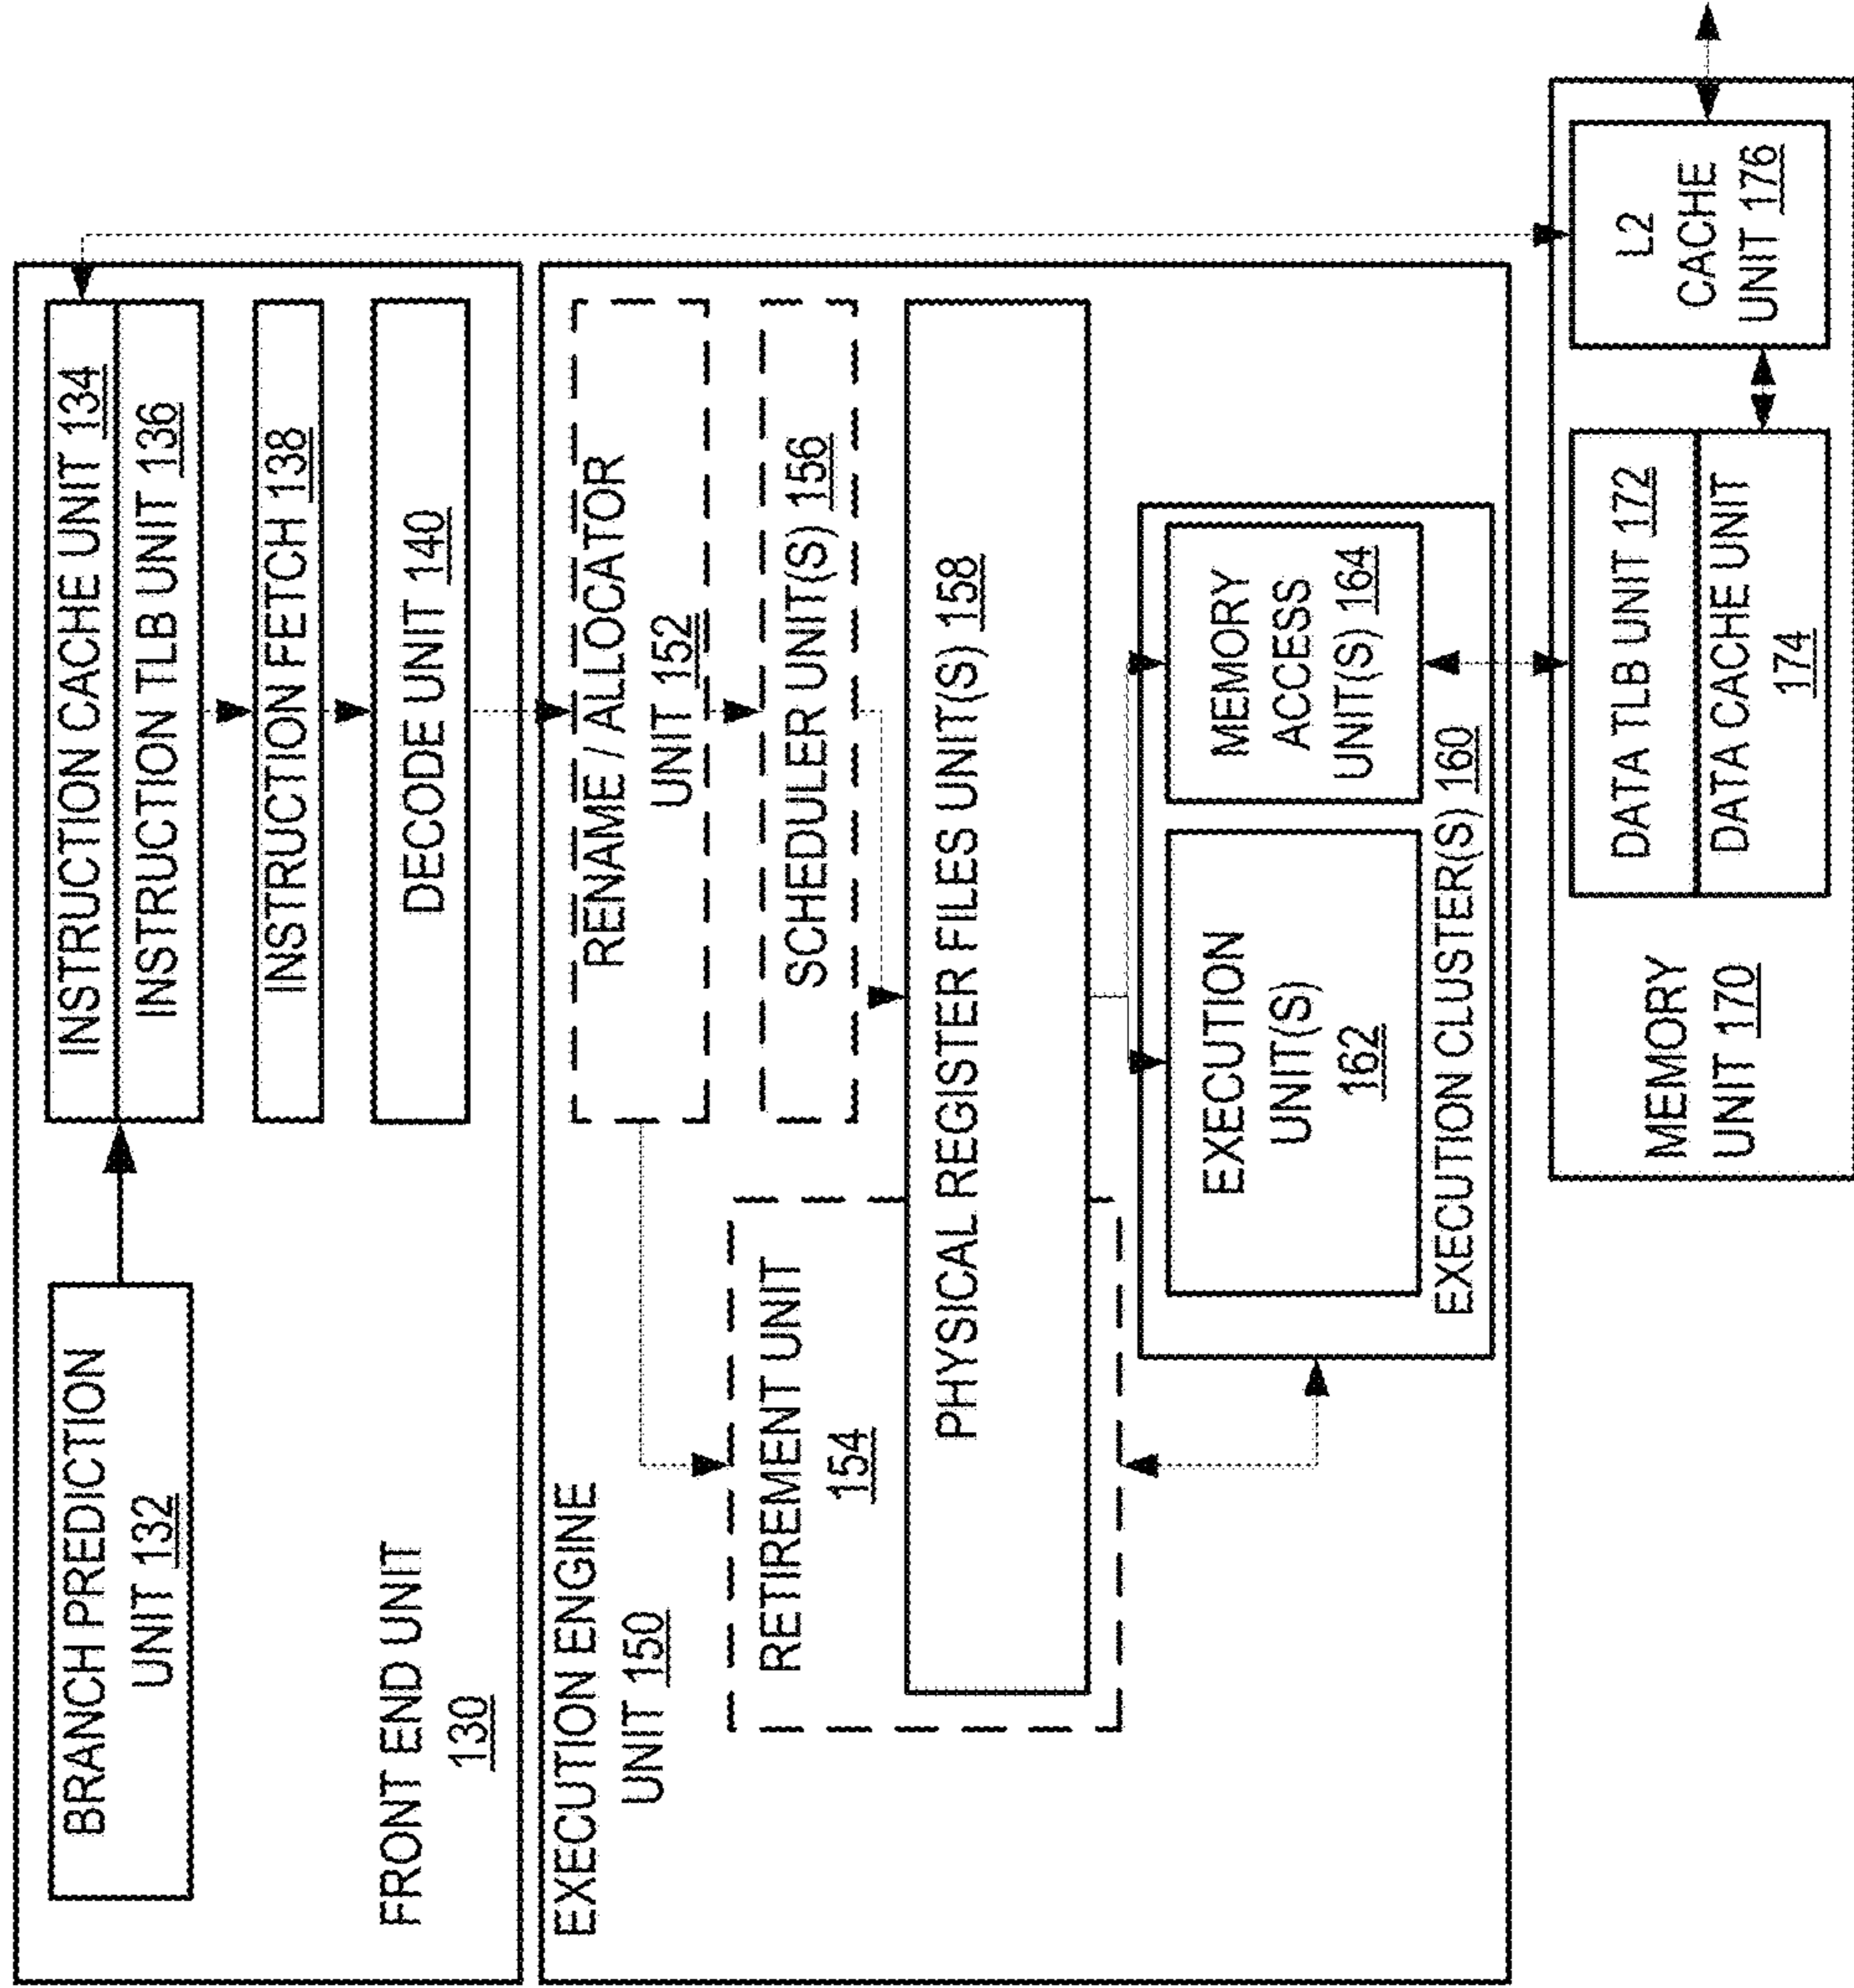 BRANCH PREDICTION
UNIT 132
INSTRUCTION CACHE UNIT 134
INSTRUCTION TLB UNIT 136
INSTRUCTION FETCH 138
DECODE UNIT 140
FRONT END UNIT
130
EXECUTION ENGINE
UNIT 150
RENAME / ALLOCATOR
UNIT 152
RETIREMENT UNIT
154
SCHEDULER UNIT(S) 156
PHYSICAL REGISTER FILES UNIT(S) 158
EXECUTION
UNIT(S)
162
MEMORY
ACCESS
UNIT(S) 164
EXECUTION CLUSTER(S) 160
MEMORY
UNIT 170
DATA TLB UNIT 172
DATA CACHE UNIT
174
L2
CACHE
UNIT 176